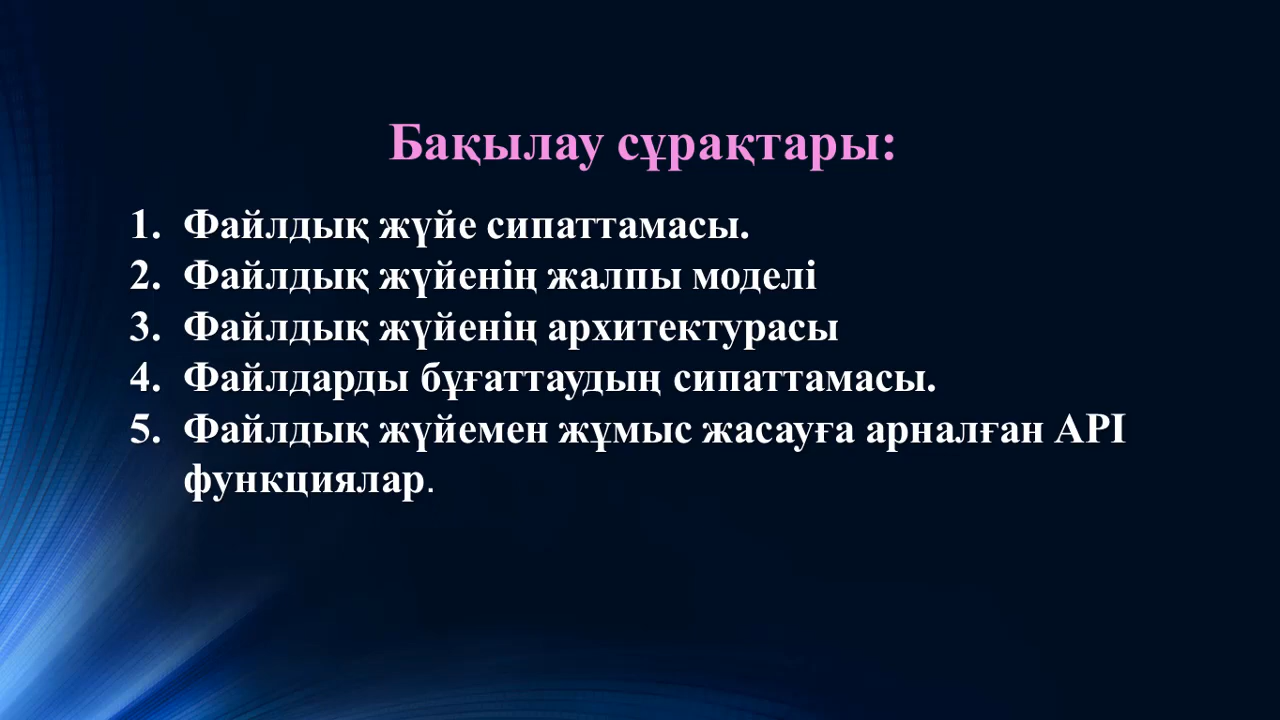 Бақылау сұрақтары:
1. Файлдық жүйе сипаттамасы.
2. Файлдық жүйенің жалпы моделі
3. Файлдық жүйенің архитектурасы
4. Файлдарды бұғаттаудың сипаттамасы.
5. Файлдық жүйемен жұмыс жасауға арналған API
функциялар.